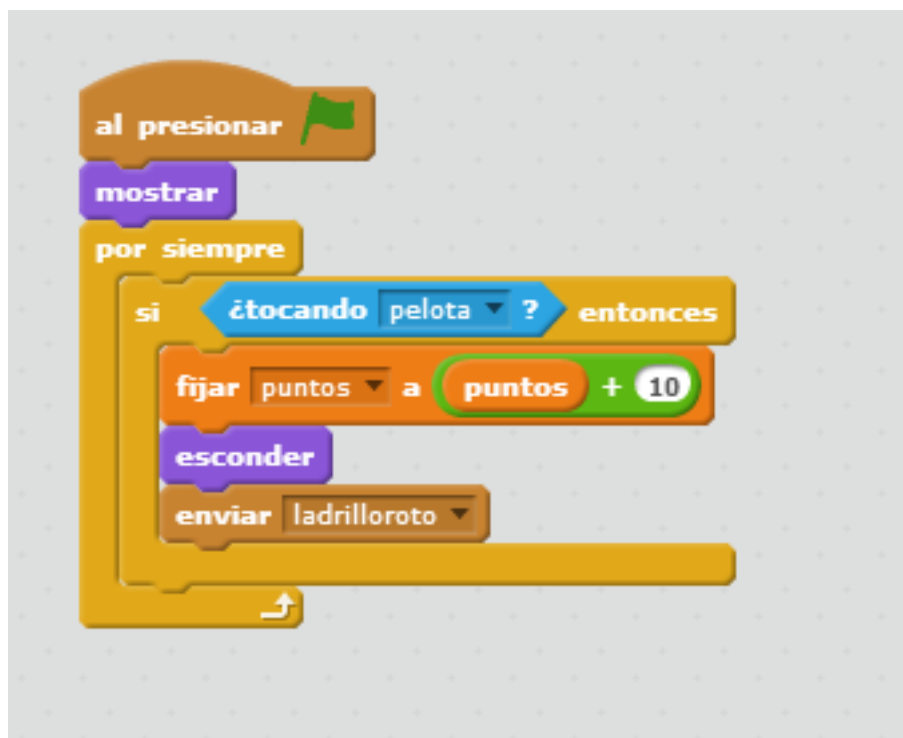 al presionar
mostrar
por siempre
si ¿tocando pelota ? entonces
fijar puntos a puntos + 10
esconder
enviar ladrilloroto